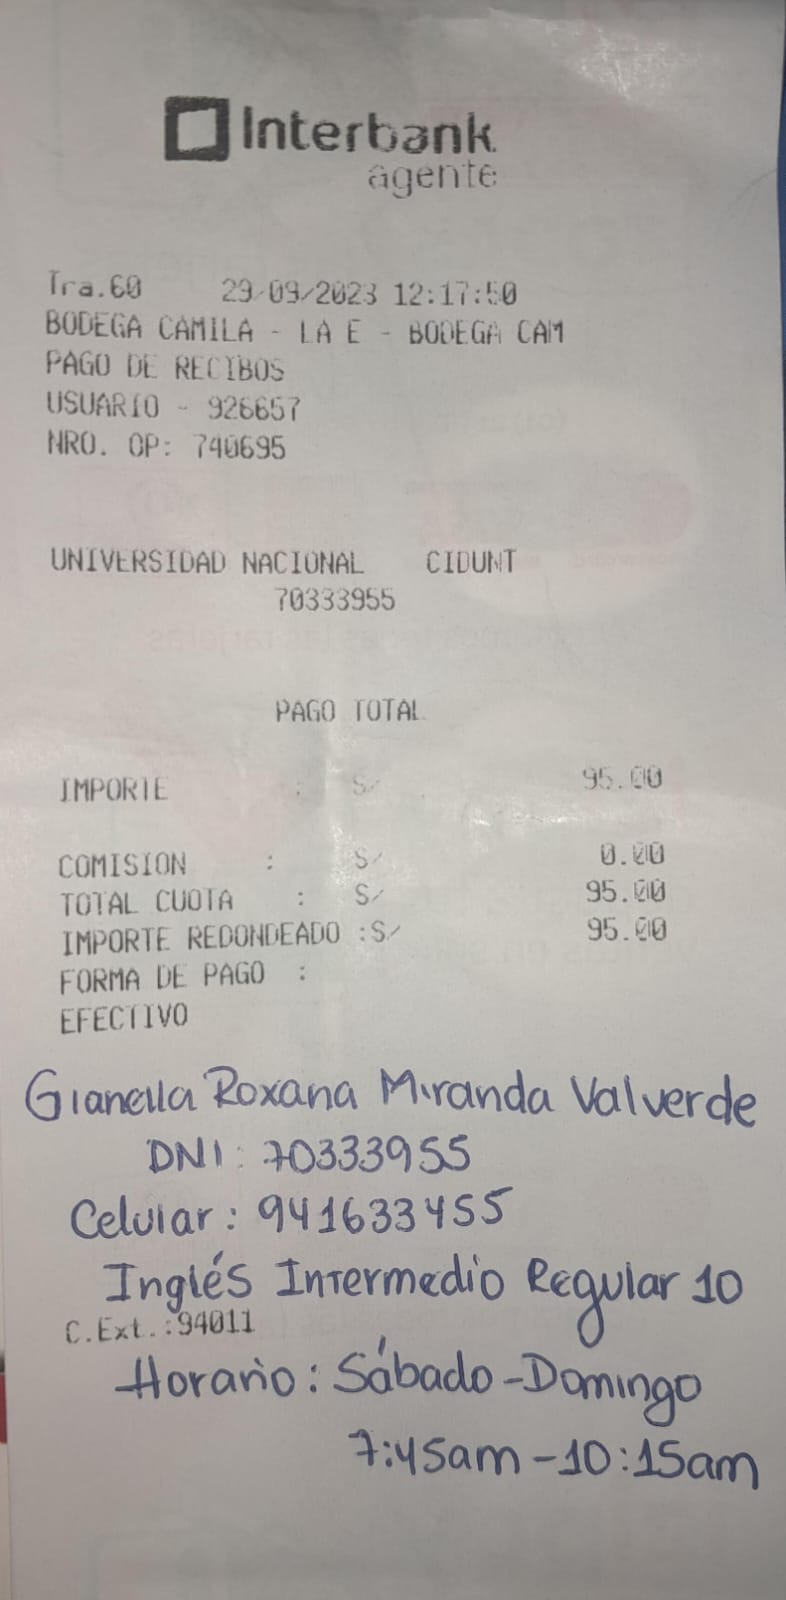 Interbank
agente
Tra.60 29/09/2023 12:17:50
BODEGA CAMILA - LA E - BODEGA CAM
PAGO DE RECIBOS
USUARIO - 926657
NRO. OP: 740695
UNIVERSIDAD NACIONAL CIDUNT
70333955
PAGO TOTAL
IMPORTE : S/ 95.00
COMISION : S/ 0.00
TOTAL CUOTA : S/ 95.00
IMPORTE REDONDEADO :S/ 95.00
FORMA DE PAGO :
EFECTIVO
Gianella Roxana Miranda Valverde
DNI: 70333955
Celular: 941633455
Inglés Intermedio Regular 10
C.Ext.:94011
Horario: Sábado-Domingo
7:45am-10:15am